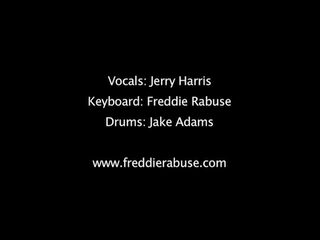 Vocals: Jerry Harris
Keyboard: Freddie Rabuse
Drums: Jake Adams
www.freddierabuse.com